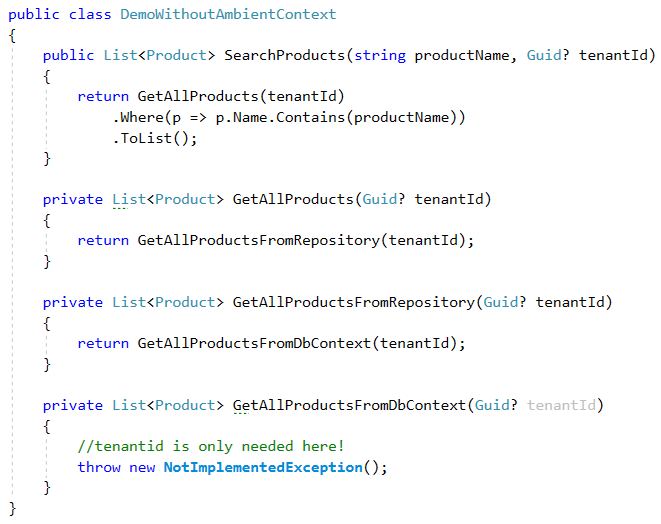 public class DemoWithoutAmbientContext
{
    public List<Product> SearchProducts(string productName, Guid? tenantId)
    {
        return GetAllProducts(tenantId)
            .Where(p => p.Name.Contains(productName))
            .ToList();
    }

    private List<Product> GetAllProducts(Guid? tenantId)
    {
        return GetAllProductsFromRepository(tenantId);
    }

    private List<Product> GetAllProductsFromRepository(Guid? tenantId)
    {
        return GetAllProductsFromDbContext(tenantId);
    }

    private List<Product> GetAllProductsFromDbContext(Guid? tenantId)
    {
        //tenantid is only needed here!
        throw new NotImplementedException();
    }
}